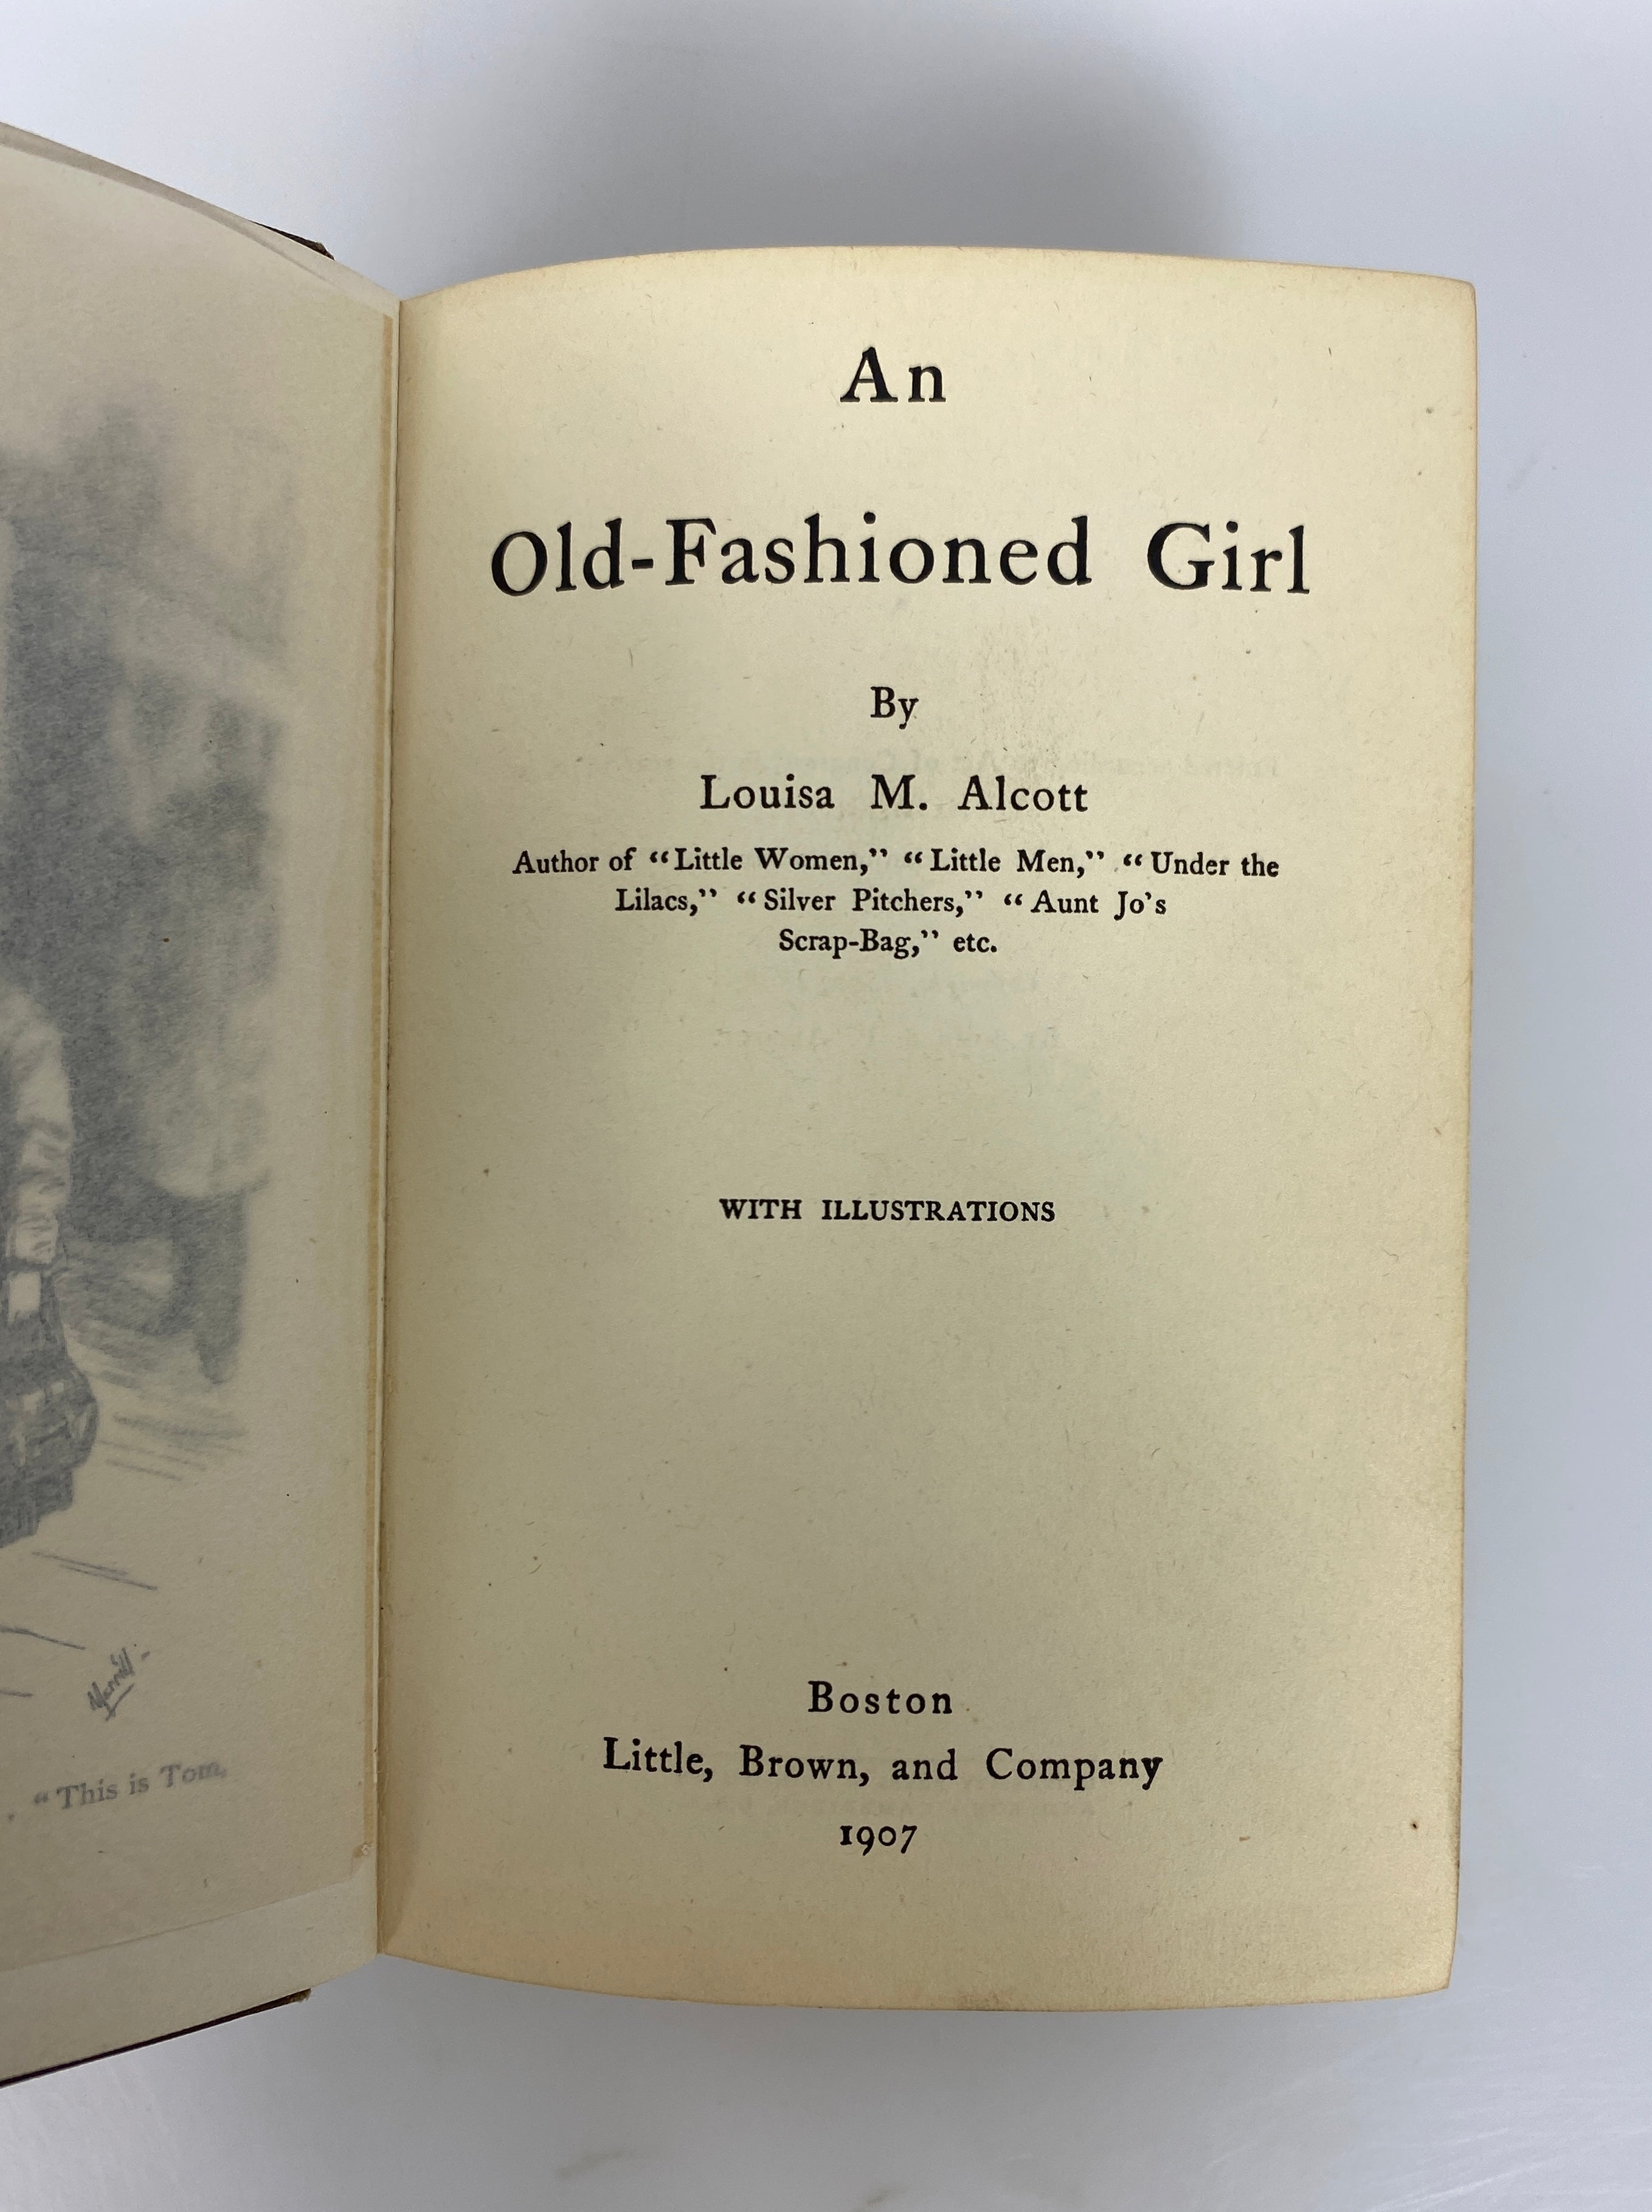 An
Old-Fashioned Girl
By
Louisa M. Alcott
Author of “Little Women,” “Little Men,” “Under the
Lilacs,” “Silver Pitchers,” “Aunt Jo’s
Scrap-Bag,” etc.
WITH ILLUSTRATIONS
Boston
Little, Brown, and Company
1907
“This is Tom.